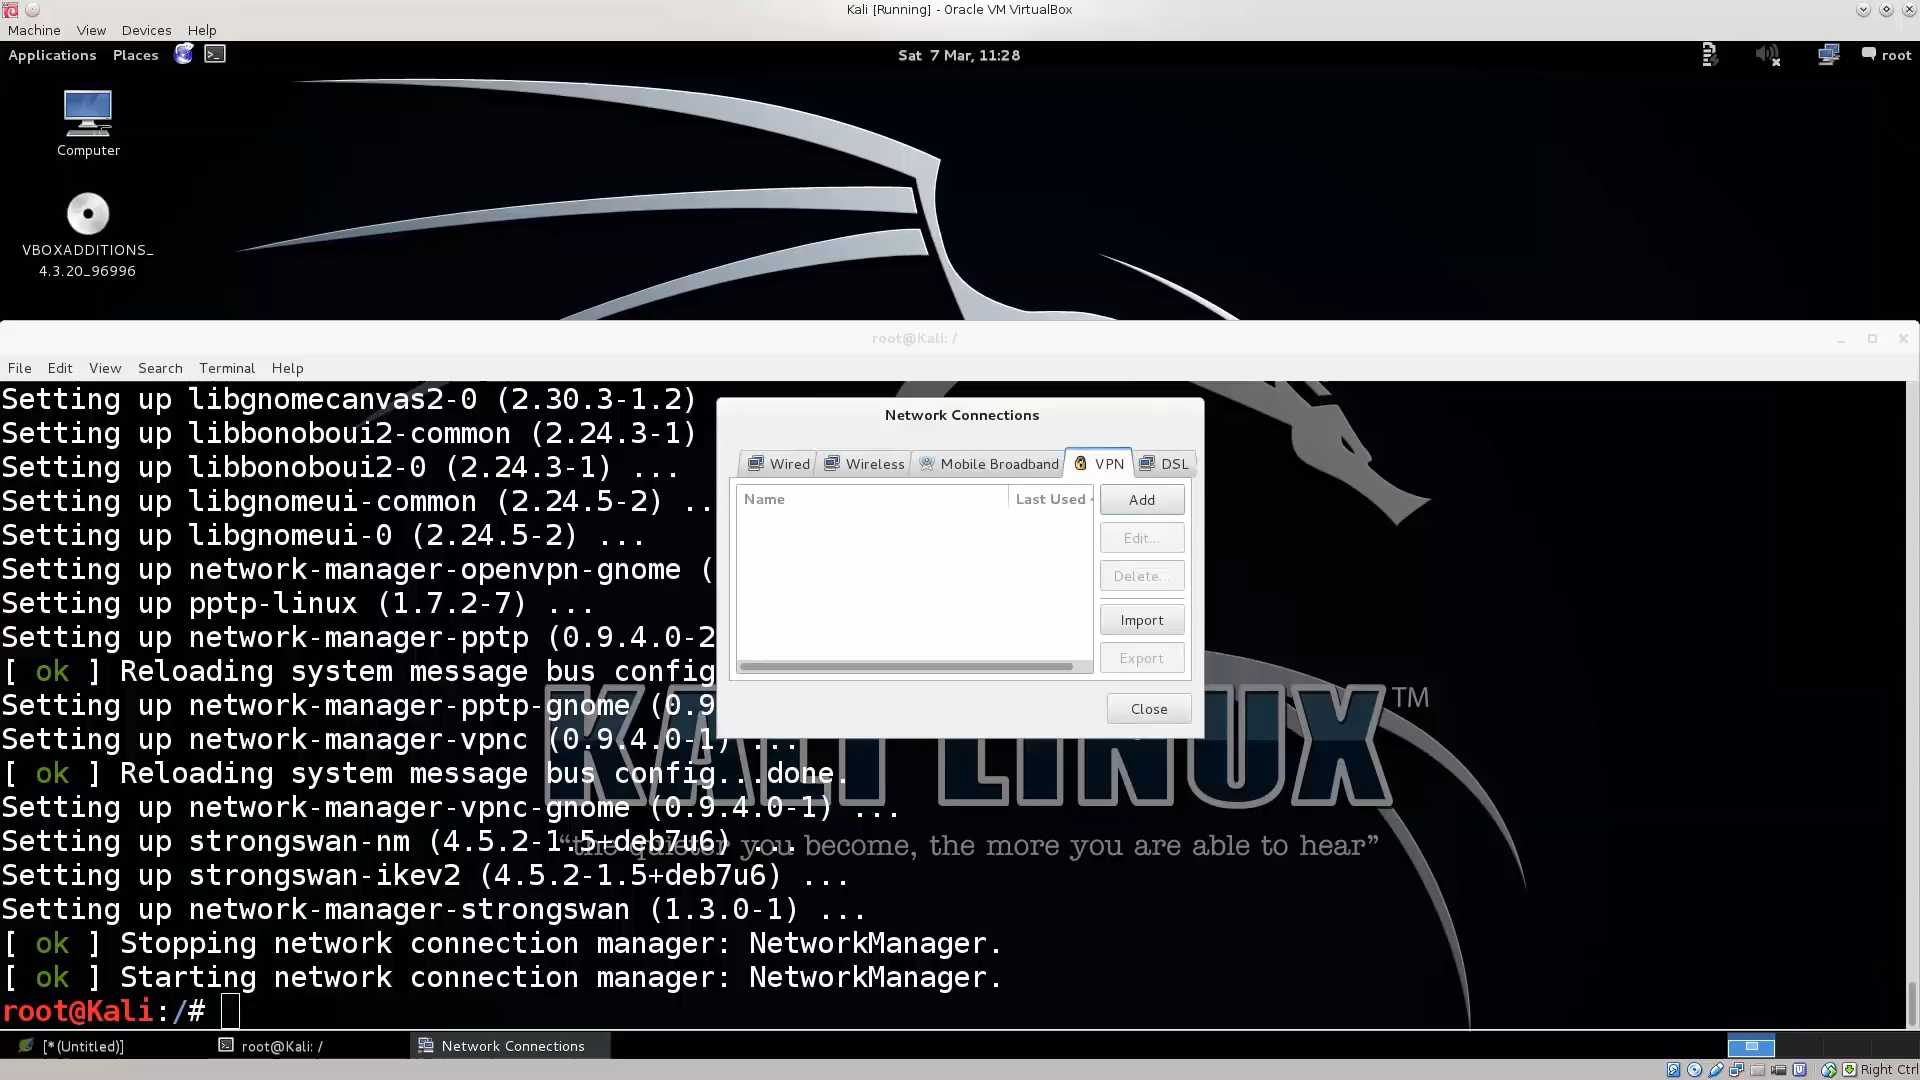 Kali [Running] - Oracle VM VirtualBox
Machine View Devices Help
Applications Places Sat 7 Mar, 11:28 root
Computer
VBOXADDITIONS_
4.3.20_96996
root@Kali: /
File Edit View Search Terminal Help
Setting up libgnomecanvas2-0 (2.30.3-1.2)
Setting up libbonoboui2-common (2.24.3-1)
Setting up libbonoboui2-0 (2.24.3-1) ...
Setting up libgnomeui-common (2.24.5-2) ..
Setting up libgnomeui-0 (2.24.5-2) ...
Setting up network-manager-openvpn-gnome (
Setting up pptp-linux (1.7.2-7) ...
Setting up network-manager-pptp (0.9.4.0-2
[ ok ] Reloading system message bus config
Setting up network-manager-pptp-gnome (0.9
Setting up network-manager-vpnc (0.9.4.0-1) ...
[ ok ] Reloading system message bus config...done.
Setting up network-manager-vpnc-gnome (0.9.4.0-1) ...
Setting up strongswan-nm (4.5.2-1.5+deb7u6) ...
Setting up strongswan-ikev2 (4.5.2-1.5+deb7u6) ...
Setting up network-manager-strongswan (1.3.0-1) ...
[ ok ] Stopping network connection manager: NetworkManager.
[ ok ] Starting network connection manager: NetworkManager.
root@Kali:/#
Network Connections
Wired Wireless Mobile Broadband VPN DSL
Name Last Used
Add
Edit...
Delete...
Import
Export
Close
KALI LINUX™
“the quieter you become, the more you are able to hear”
[*(Untitled)] root@Kali: / Network Connections
Right Ctrl